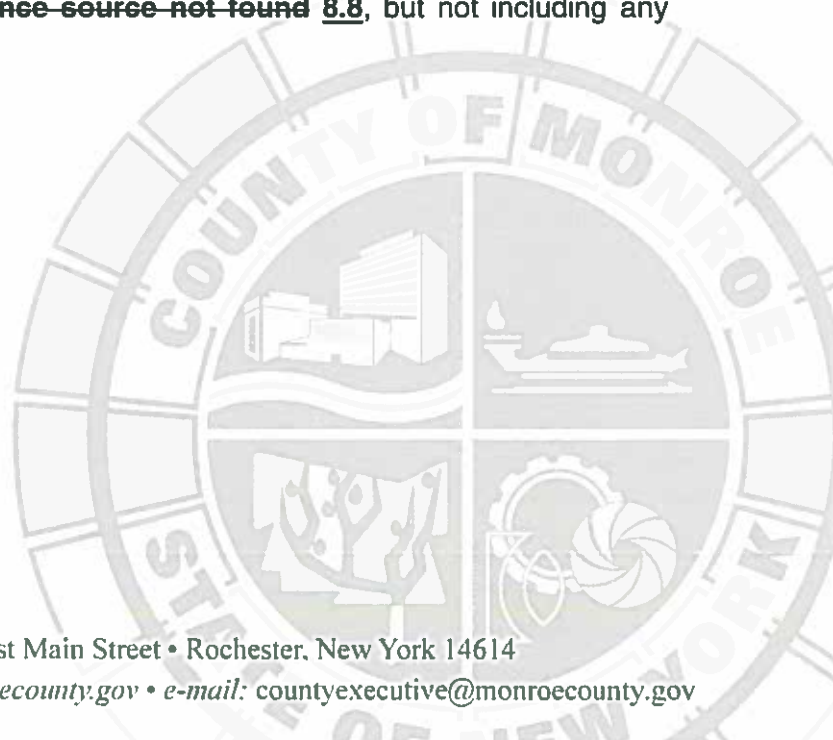 nce source not found 8.8, but not including any
COUNTY OF MONROE
STATE OF NEW YORK
st Main Street • Rochester, New York 14614
ecounty.gov • e-mail: countyexecutive@monroecounty.gov